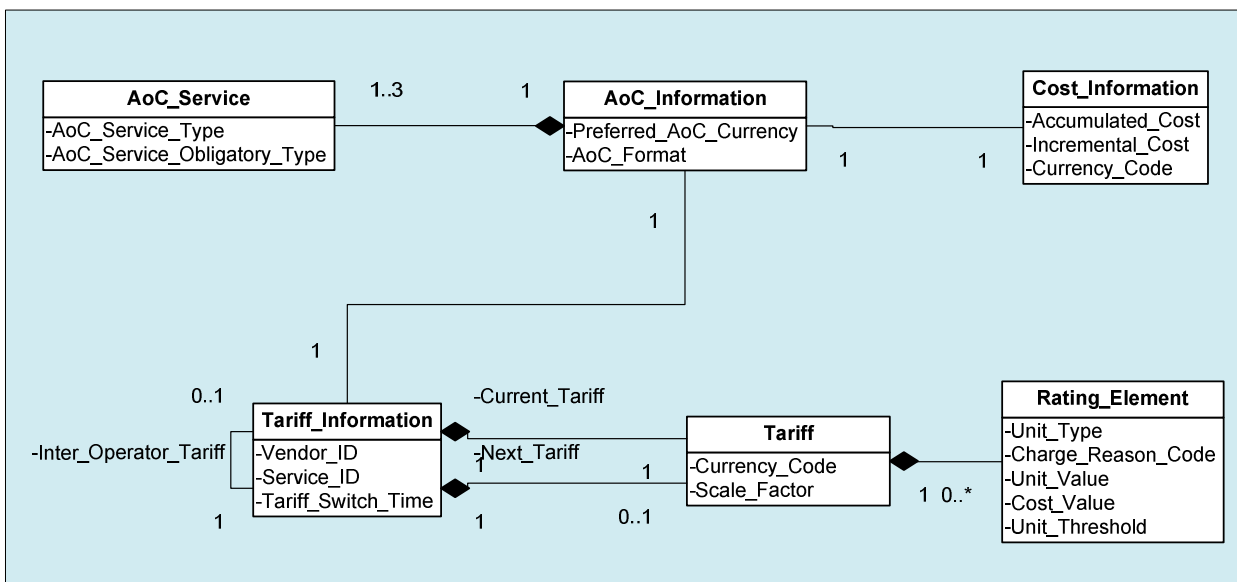 AoC_Service
-AoC_Service_Type
-AoC_Service_Obligatory_Type
1..3
1
AoC_Information
-Preferred_AoC_Currency
-AoC_Format
1
1
Cost_Information
-Accumulated_Cost
-Incremental_Cost
-Currency_Code
1
1
0..1
-Inter_Operator_Tariff
1
Tariff_Information
-Vendor_ID
-Service_ID
-Tariff_Switch_Time
-Current_Tariff
-Next_Tariff
1
1
1
0..1
Tariff
-Currency_Code
-Scale_Factor
1
0..*
Rating_Element
-Unit_Type
-Charge_Reason_Code
-Unit_Value
-Cost_Value
-Unit_Threshold